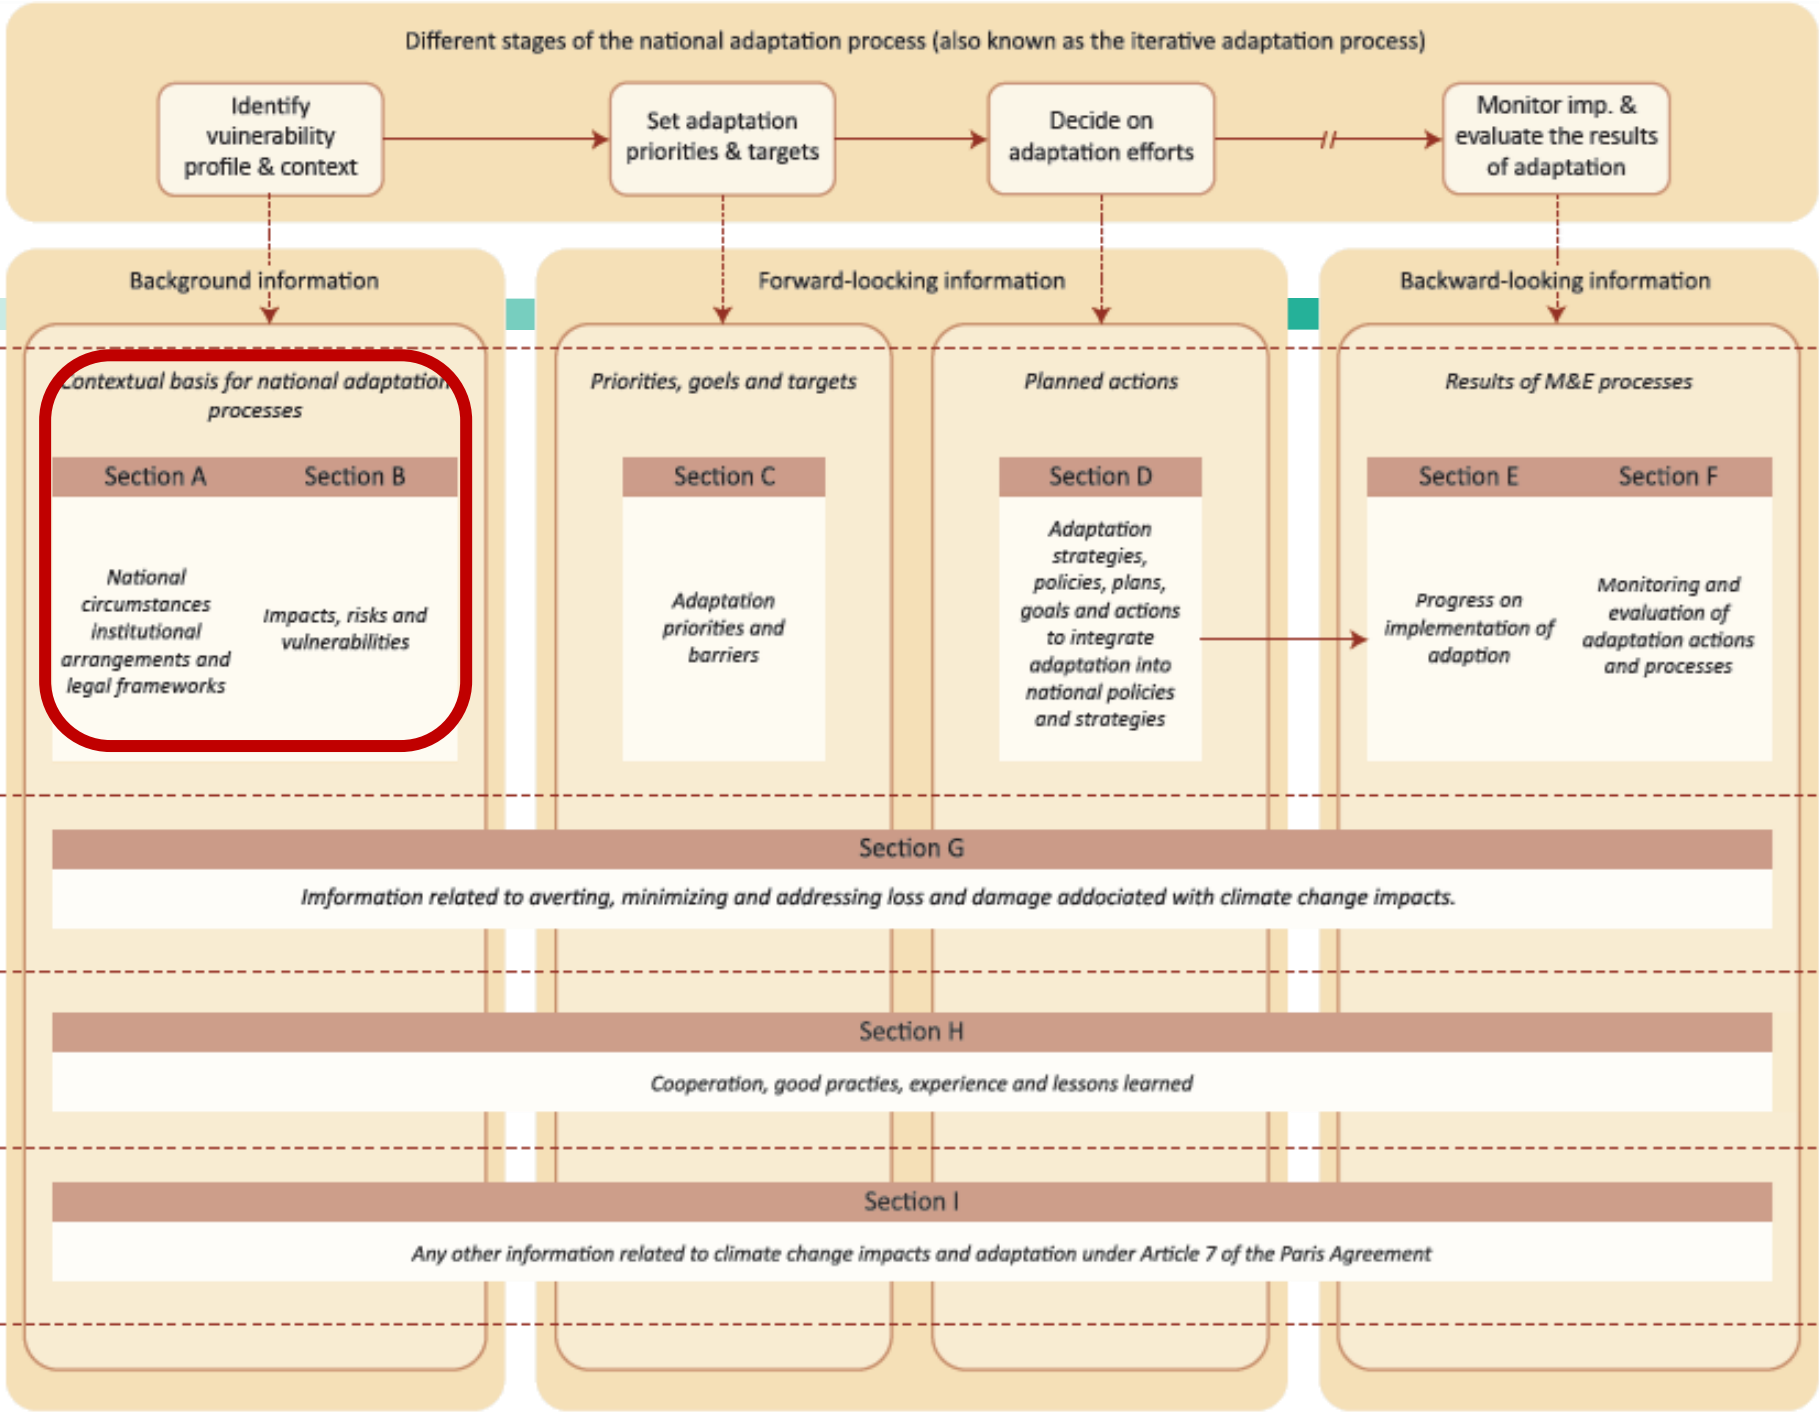 Different stages of the national adaptation process (also known as the iterative adaptation process)
Identify
vuinerability
profile & context
Set adaptation
priorities & targets
Decide on
adaptation efforts
Monitor imp. &
evaluate the results
of adaptation
Background information
Forward-loocking information
Backward-looking information
Contextual basis for national adaptation
processes
Priorities, goels and targets
Planned actions
Results of M&E processes
Section A
Section B
Section C
Section D
Section E
Section F
National
circumstances
institutional
arrangements and
legal frameworks
Impacts, risks and
vulnerabilities
Adaptation
priorities and
barriers
Adaptation
strategies,
policies, plans,
goals and actions
to integrate
adaptation into
national policies
and strategies
Progress on
implementation of
adaption
Monitoring and
evaluation of
adaptation actions
and processes
Section G
Imformation related to averting, minimizing and addressing loss and damage addociated with climate change impacts.
Section H
Cooperation, good practies, experience and lessons learned
Section I
Any other information related to climate change impacts and adaptation under Article 7 of the Paris Agreement